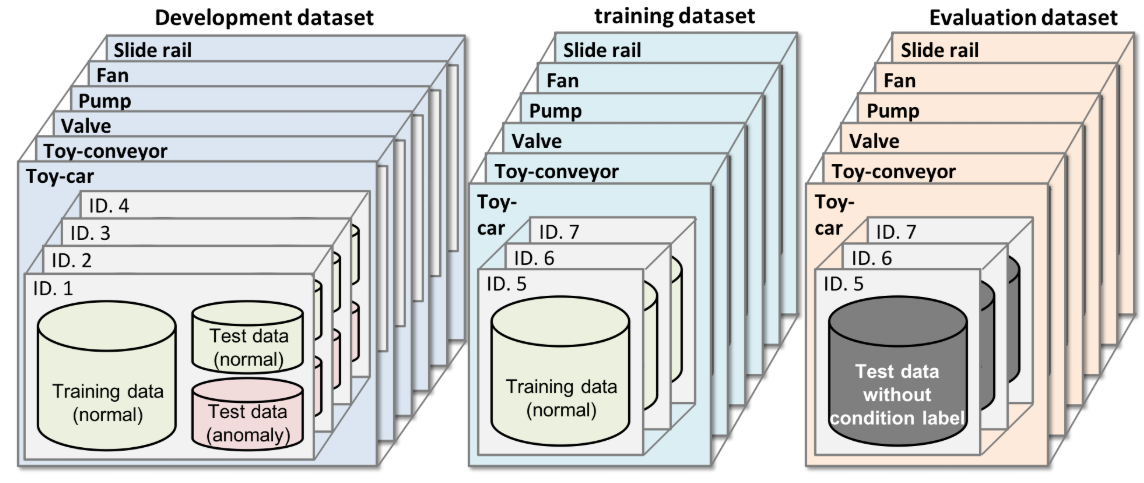 Development dataset
Slide rail
Fan
Pump
Valve
Toy-conveyor
Toy-car
ID. 4
ID. 3
ID. 2
ID. 1
Training data
(normal)
Test data
(normal)
Test data
(anomaly)
training dataset
Slide rail
Fan
Pump
Valve
Toy-conveyor
Toy-
car
ID. 7
ID. 6
ID. 5
Training data
(normal)
Evaluation dataset
Slide rail
Fan
Pump
Valve
Toy-conveyor
Toy-
car
ID. 7
ID. 6
ID. 5
Test data
without
condition label